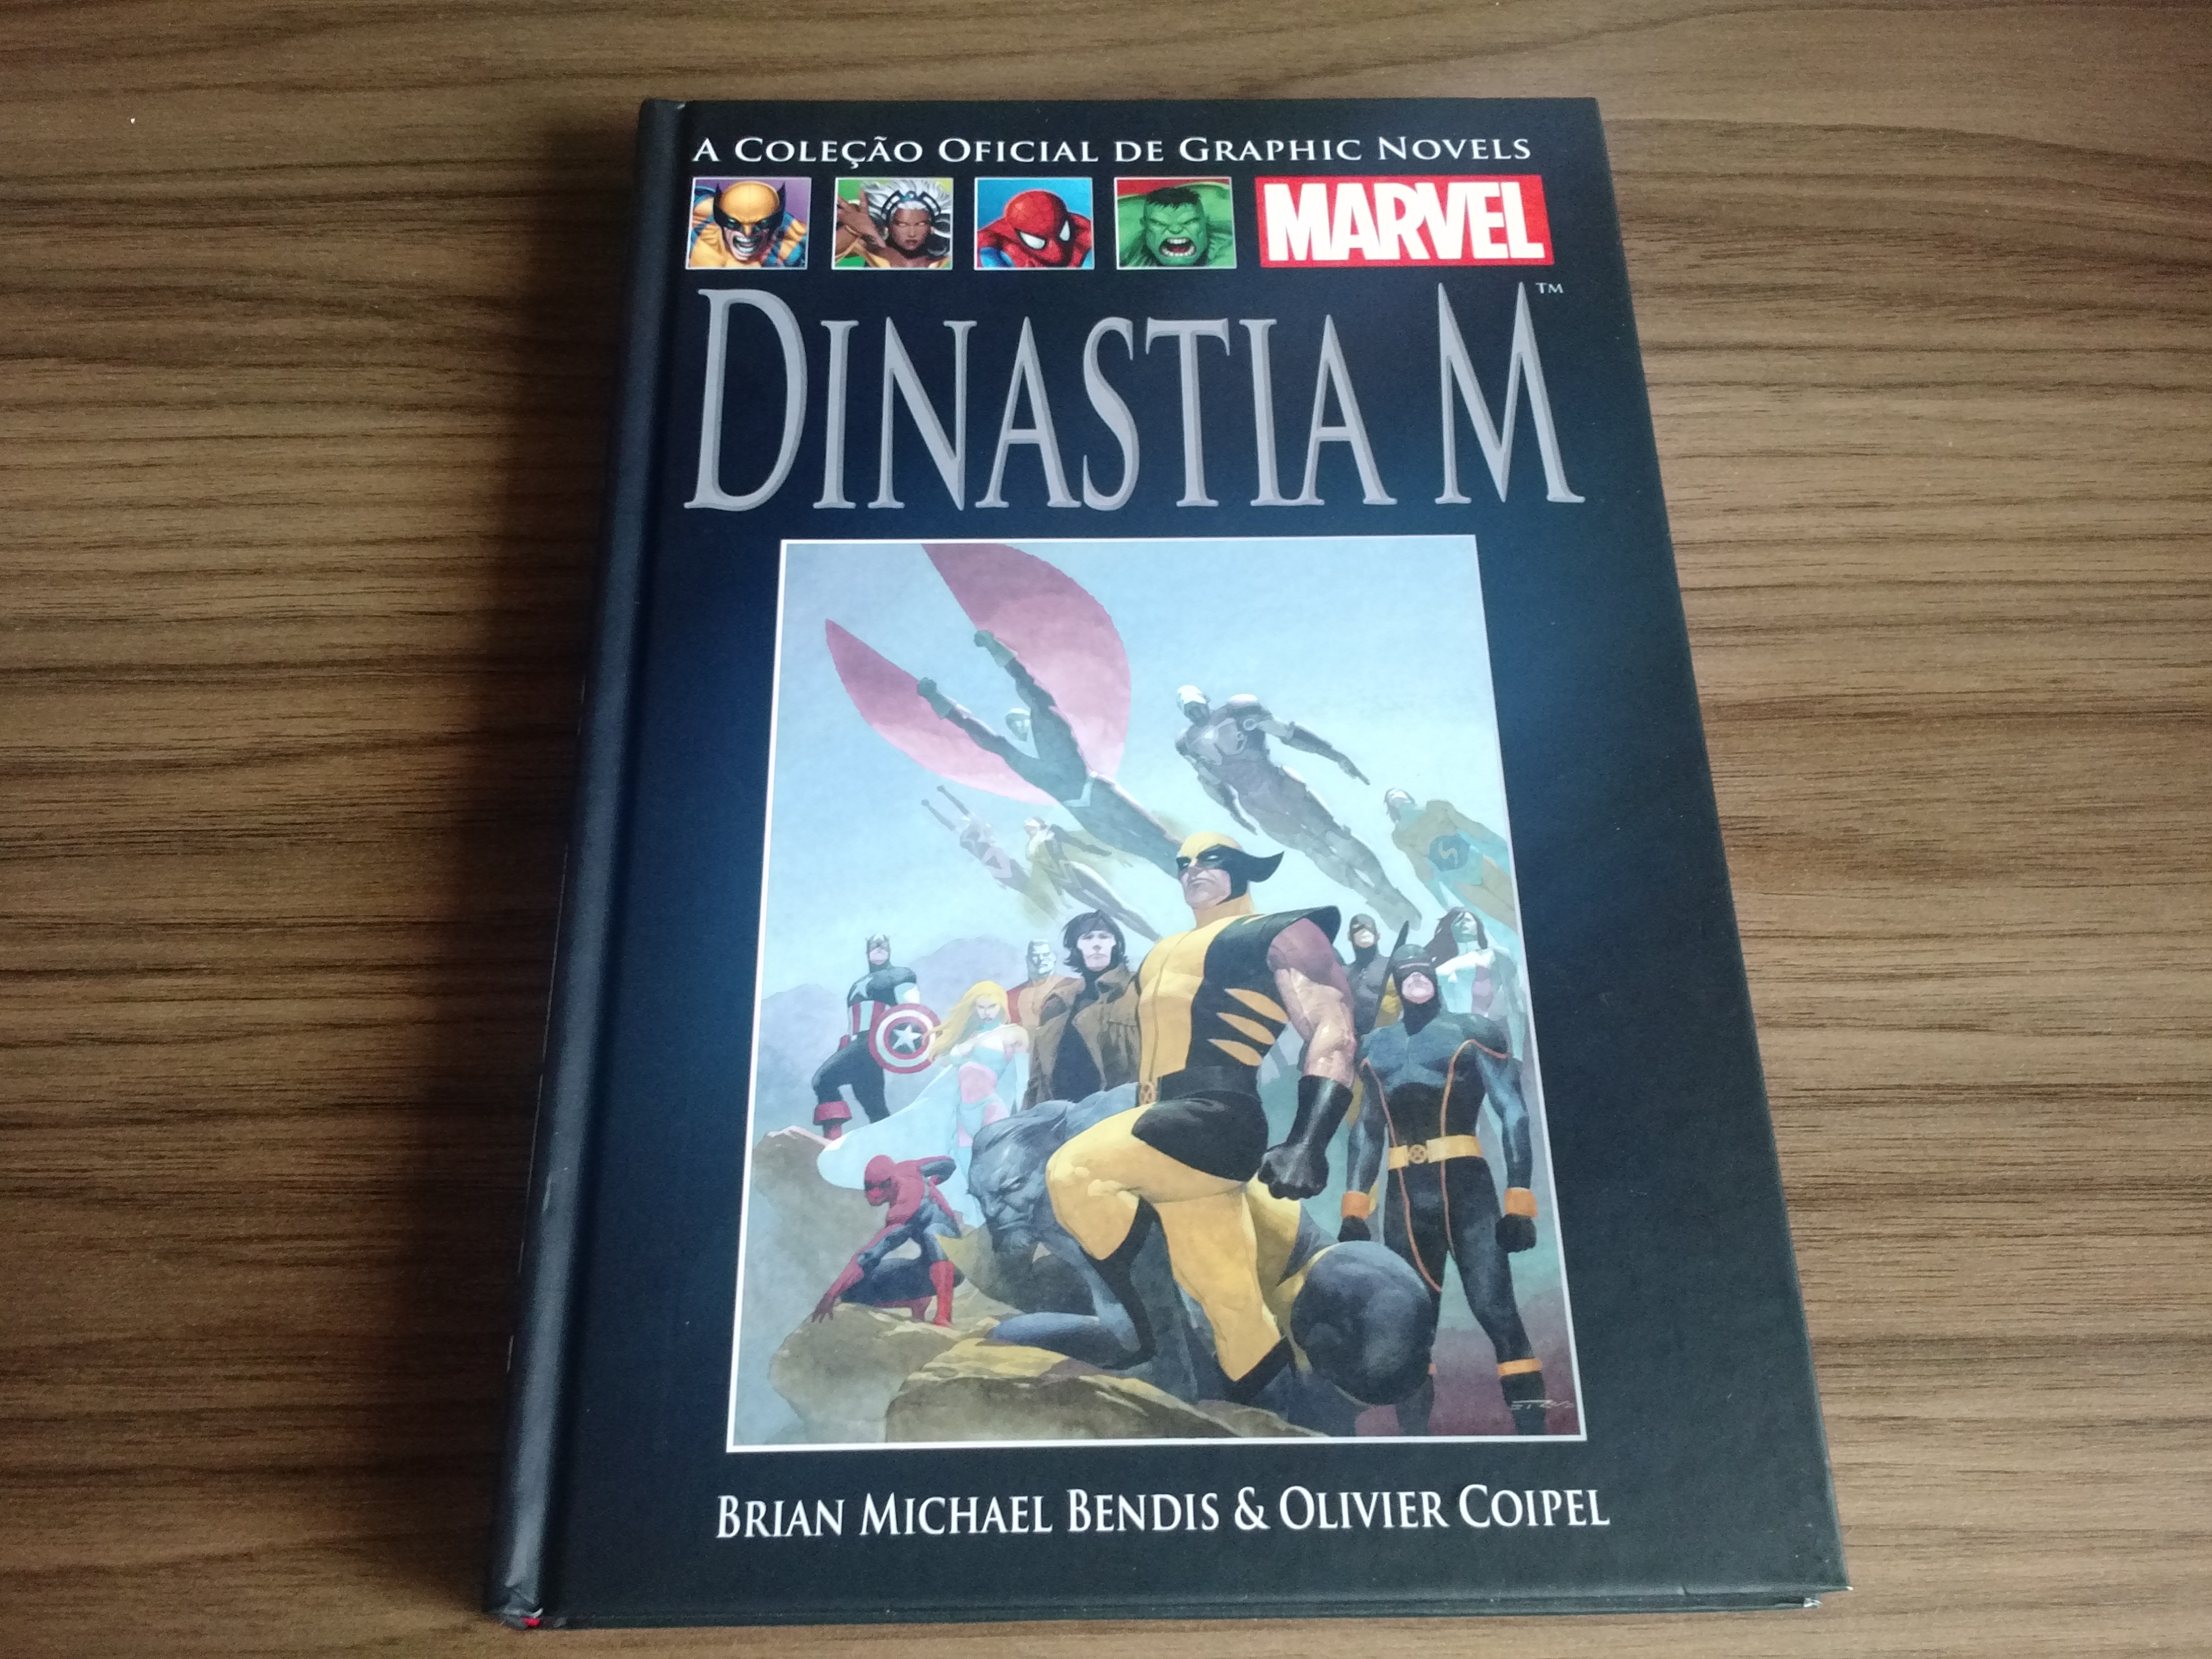 A COLEÇÃO OFICIAL DE GRAPHIC NOVELS
MARVEL
DINASTIA M™
BRIAN MICHAEL BENDIS & OLIVIER COIPEL